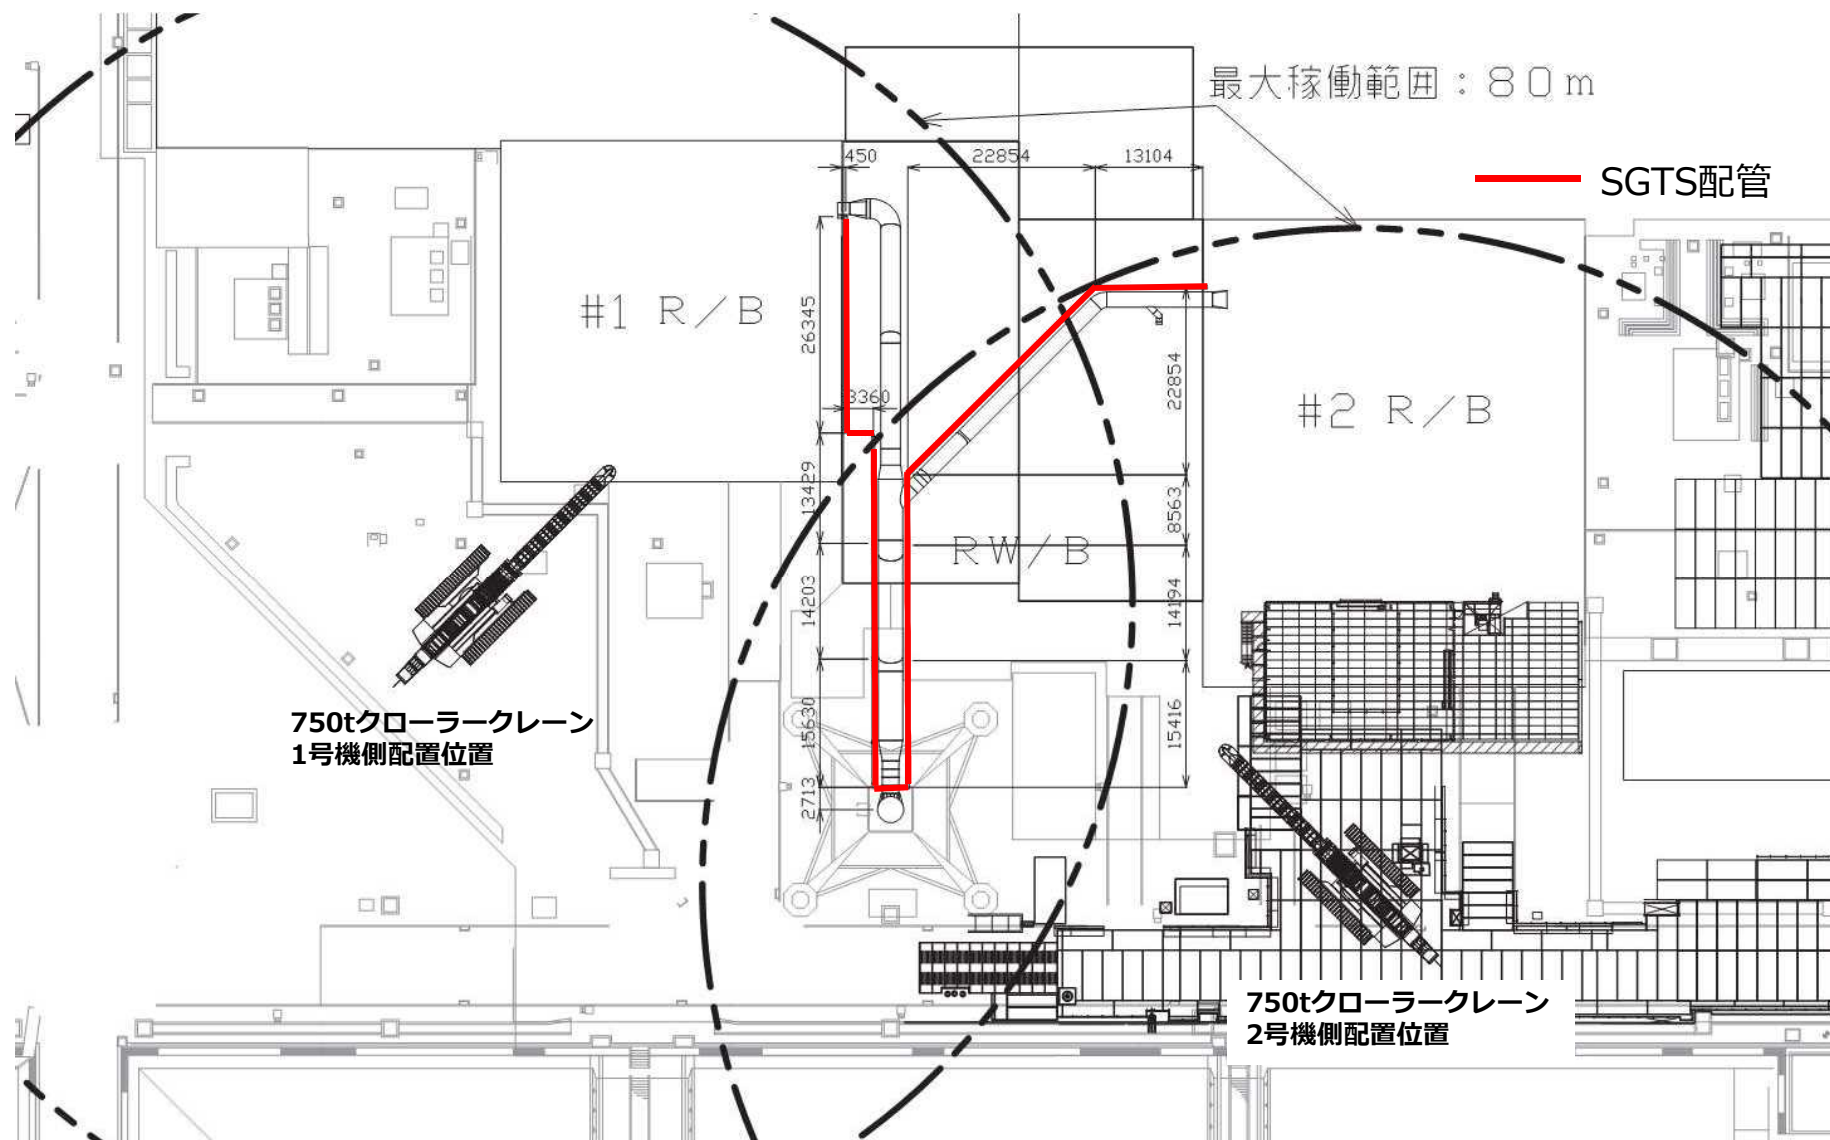 最大稼働範囲：80m
SGTS配管
450
22854
13104
#1 R/B
26345
3360
22854
#2 R/B
13429
8563
RW/B
14203
14194
15630
15416
2713
750tクローラークレーン
1号機側配置位置
750tクローラークレーン
2号機側配置位置